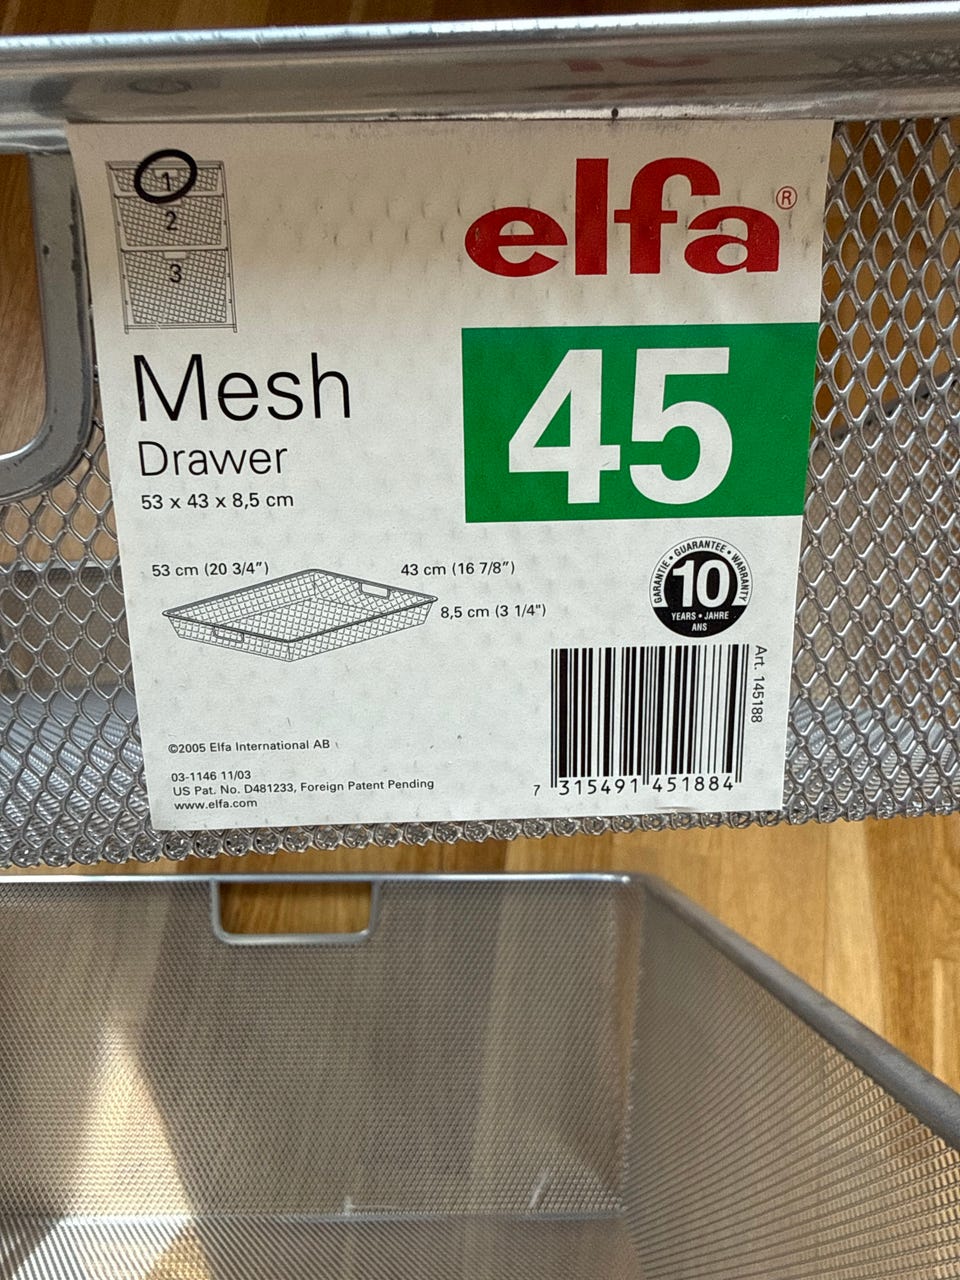 1
2
3
elfa®
Mesh
Drawer
53 x 43 x 8,5 cm
45
53 cm (20 3/4")
43 cm (16 7/8")
8,5 cm (3 1/4")
GARANTIE • GUARANTEE • WARRANTY
10
YEARS • JAHRE
ANS
Art. 145188
©2005 Elfa International AB
03-1146 11/03
US Pat. No. D481233, Foreign Patent Pending
www.elfa.com
7 315491 451884